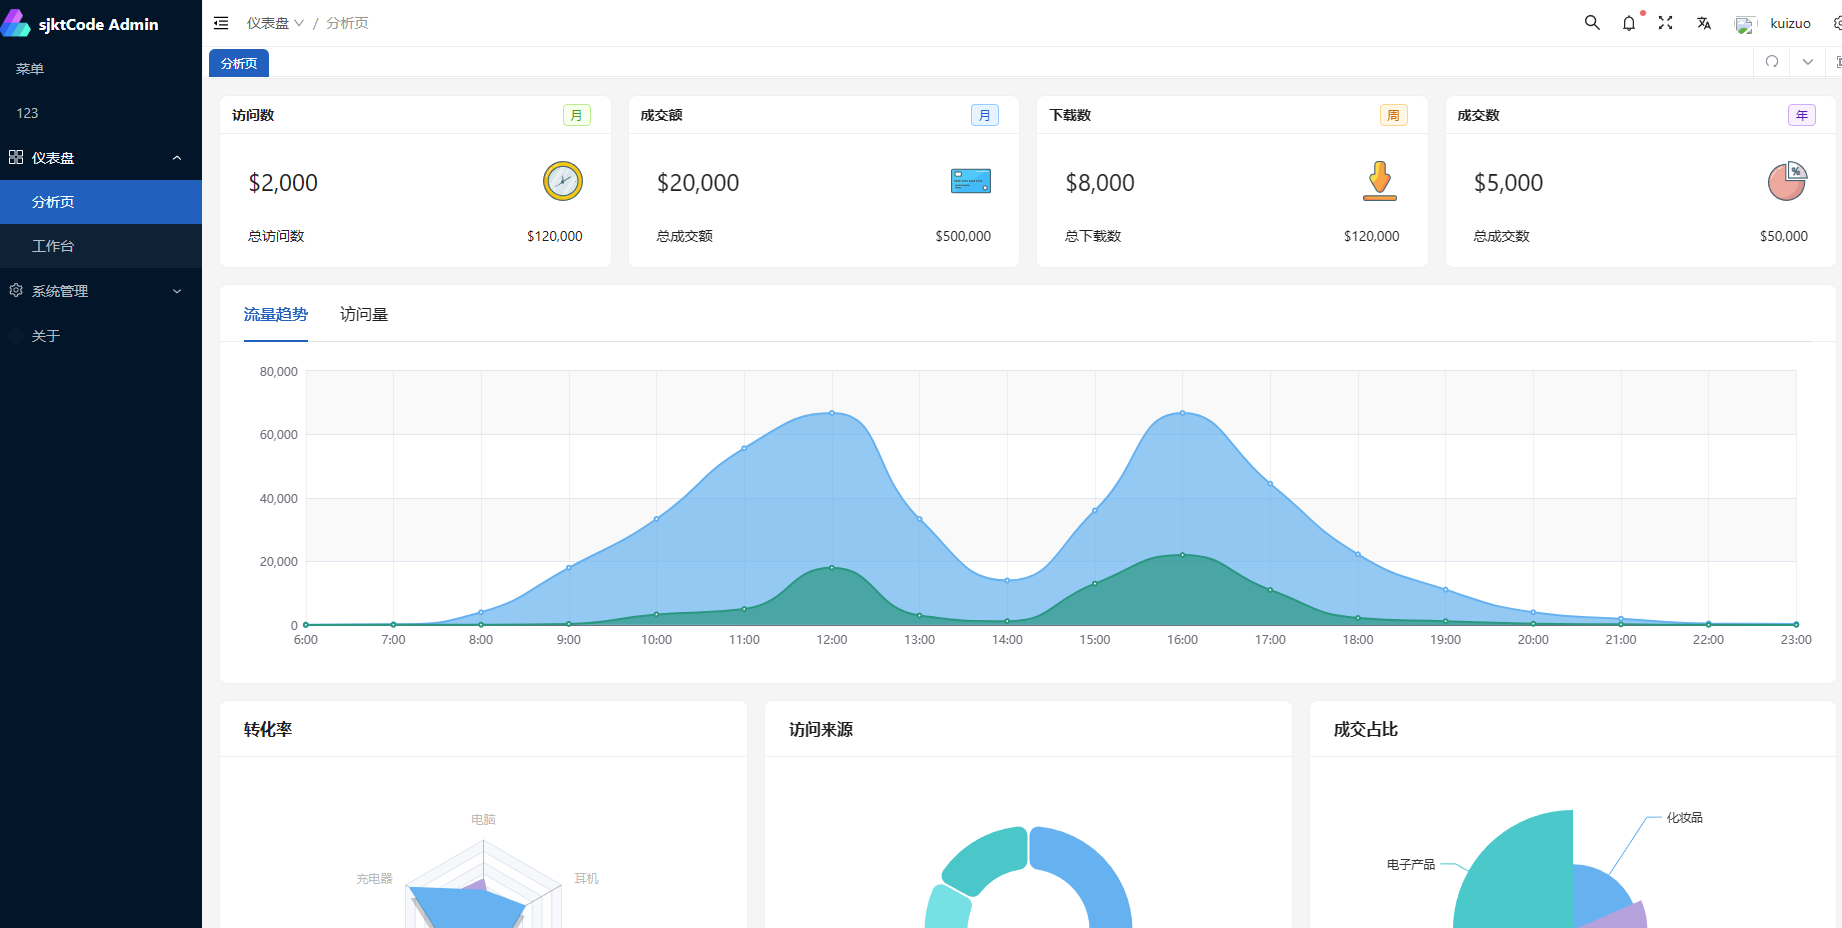 sjktCode Admin
菜单
123
仪表盘
分析页
工作台
系统管理
关于
仪表盘 / 分析页
kuizuo
分析页
访问数 月
$2,000
总访问数 $120,000
成交额 月
$20,000
总成交额 $500,000
下载数 周
$8,000
总下载数 $120,000
成交数 年
$5,000
%
总成交数 $50,000
流量趋势 访问量
80,000
60,000
40,000
20,000
0
6:00 7:00 8:00 9:00 10:00 11:00 12:00 13:00 14:00 15:00 16:00 17:00 18:00 19:00 20:00 21:00 22:00 23:00
转化率
电脑
充电器
耳机
访问来源
成交占比
化妆品
电子产品